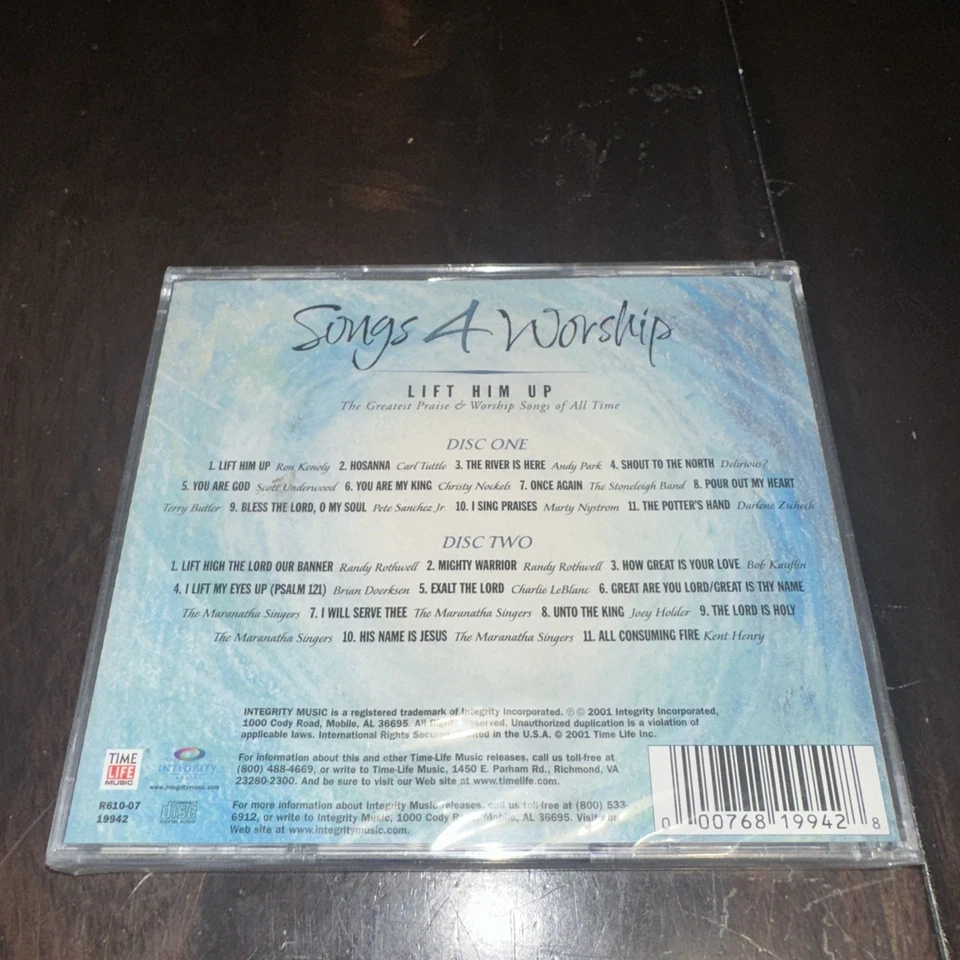 Songs 4 Worship
LIFT HIM UP
The Greatest Praise & Worship Songs of All Time
DISC ONE
1. LIFT HIM UP Ron Kenoly 2. HOSANNA Carl Tuttle 3. THE RIVER IS HERE Andy Park 4. SHOUT TO THE NORTH Delirious?
5. YOU ARE GOD Scott Underwood 6. YOU ARE MY KING Christy Nockels 7. ONCE AGAIN The Stoneleigh Band 8. POUR OUT MY HEART
Terry Butler 9. BLESS THE LORD, O MY SOUL Pete Sanchez Jr. 10. I SING PRAISES Marty Nystrom 11. THE POTTER'S HAND Darlene Zschech
DISC TWO
1. LIFT HIGH THE LORD OUR BANNER Randy Rothwell 2. MIGHTY WARRIOR Randy Rothwell 3. HOW GREAT IS YOUR LOVE Bob Kauflin
4. I LIFT MY EYES UP (PSALM 121) Brian Doerksen 5. EXALT THE LORD Charlie LeBlanc 6. GREAT ARE YOU LORD/GREAT IS THY NAME
The Maranatha Singers 7. I WILL SERVE THEE The Maranatha Singers 8. UNTO THE KING Joey Holder 9. THE LORD IS HOLY
The Maranatha Singers 10. HIS NAME IS JESUS The Maranatha Singers 11. ALL CONSUMING FIRE Kent Henry
INTEGRITY MUSIC is a registered trademark of Integrity Incorporated. ℗© 2001 Integrity Incorporated,
1000 Cody Road, Mobile, AL 36695. All Rights Reserved. Unauthorized duplication is a violation of
applicable laws. International Rights Secured. Printed in the U.S.A. © 2001 Time Life Inc.
For information about this and other Time-Life Music releases, call us toll-free at
(800) 488-4669, or write to Time-Life Music, 1450 E. Parham Rd., Richmond, VA
23280-2300. And be sure to visit our Web site at www.timelife.com.
For more information about Integrity Music releases, call us toll-free at (800) 533-
6912, or write to Integrity Music, 1000 Cody Road, Mobile, AL 36695. Visit our
Web site at www.integritymusic.com.
TIME
LIFE
MUSIC
INTEGRITY
www.integritymusic.com
R610-07
19942
COMPACT
disc
DIGITAL AUDIO
0 00768 19942 8